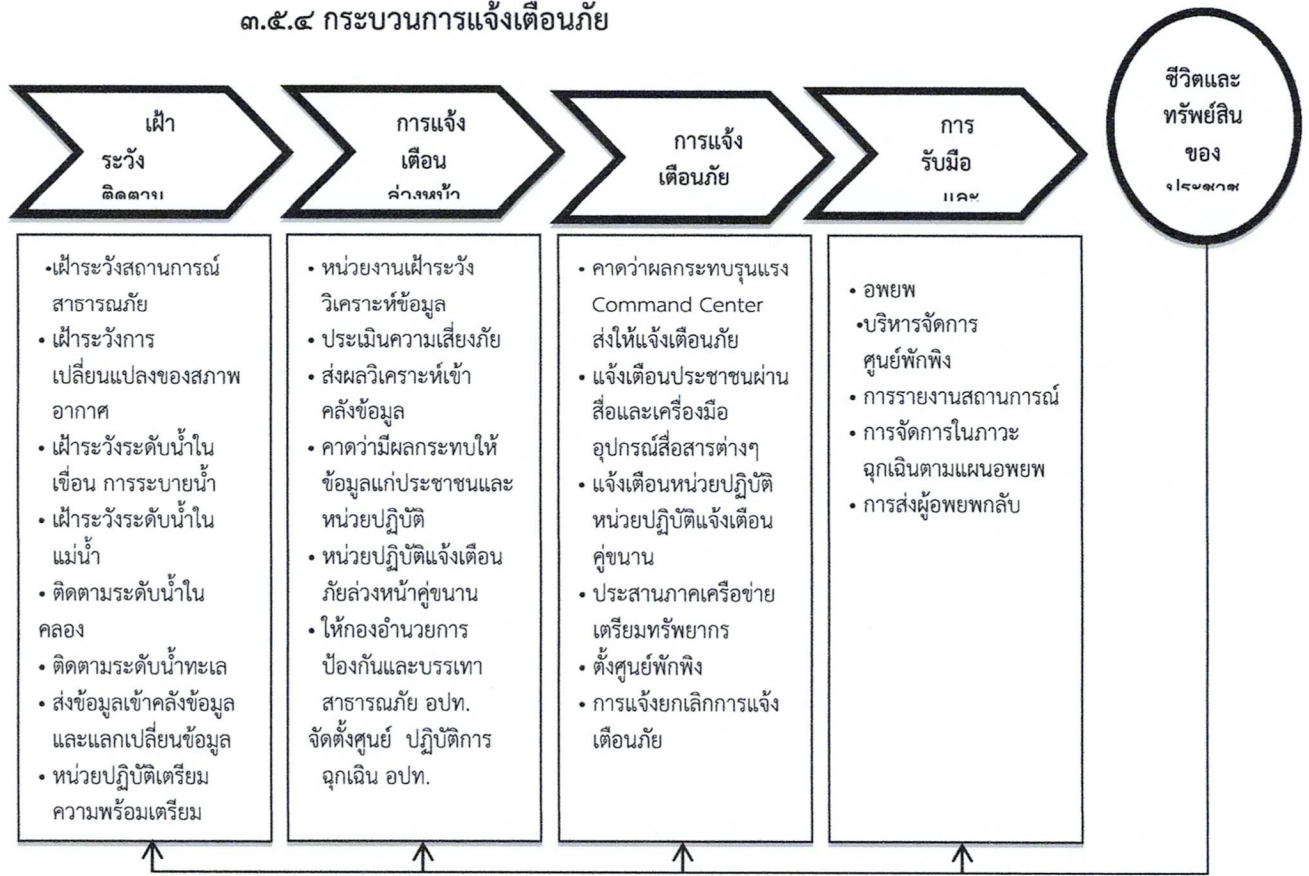 ๓.๕.๔ กระบวนการแจ้งเตือนภัย
เฝ้า
ระวัง
ติดตาม
การแจ้ง
เตือน
ล่วงหน้า
การแจ้ง
เตือนภัย
การ
รับมือ
และ
ชีวิตและ
ทรัพย์สิน
ของ
ประชาช
•เฝ้าระวังสถานการณ์
สาธารณภัย
• เฝ้าระวังการ
เปลี่ยนแปลงของสภาพ
อากาศ
• เฝ้าระวังระดับน้ำใน
เขื่อน การระบายน้ำ
• เฝ้าระวังระดับน้ำใน
แม่น้ำ
• ติดตามระดับน้ำใน
คลอง
• ติดตามระดับน้ำทะเล
• ส่งข้อมูลเข้าคลังข้อมูล
และแลกเปลี่ยนข้อมูล
• หน่วยปฏิบัติเตรียม
ความพร้อมเตรียม
• หน่วยงานเฝ้าระวัง
วิเคราะห์ข้อมูล
• ประเมินความเสี่ยงภัย
• ส่งผลวิเคราะห์เข้า
คลังข้อมูล
• คาดว่ามีผลกระทบให้
ข้อมูลแก่ประชาชนและ
หน่วยปฏิบัติ
• หน่วยปฏิบัติแจ้งเตือน
ภัยล่วงหน้าคู่ขนาน
• ให้กองอำนวยการ
ป้องกันและบรรเทา
สาธารณภัย อปท.
จัดตั้งศูนย์ ปฏิบัติการ
ฉุกเฉิน อปท.
• คาดว่าผลกระทบรุนแรง
Command Center
ส่งให้แจ้งเตือนภัย
• แจ้งเตือนประชาชนผ่าน
สื่อและเครื่องมือ
อุปกรณ์สื่อสารต่างๆ
• แจ้งเตือนหน่วยปฏิบัติ
หน่วยปฏิบัติแจ้งเตือน
คู่ขนาน
• ประสานภาคเครือข่าย
เตรียมทรัพยากร
• ตั้งศูนย์พักพิง
• การแจ้งยกเลิกการแจ้ง
เตือนภัย
• อพยพ
•บริหารจัดการ
ศูนย์พักพิง
• การรายงานสถานการณ์
• การจัดการในภาวะ
ฉุกเฉินตามแผนอพยพ
• การส่งผู้อพยพกลับ